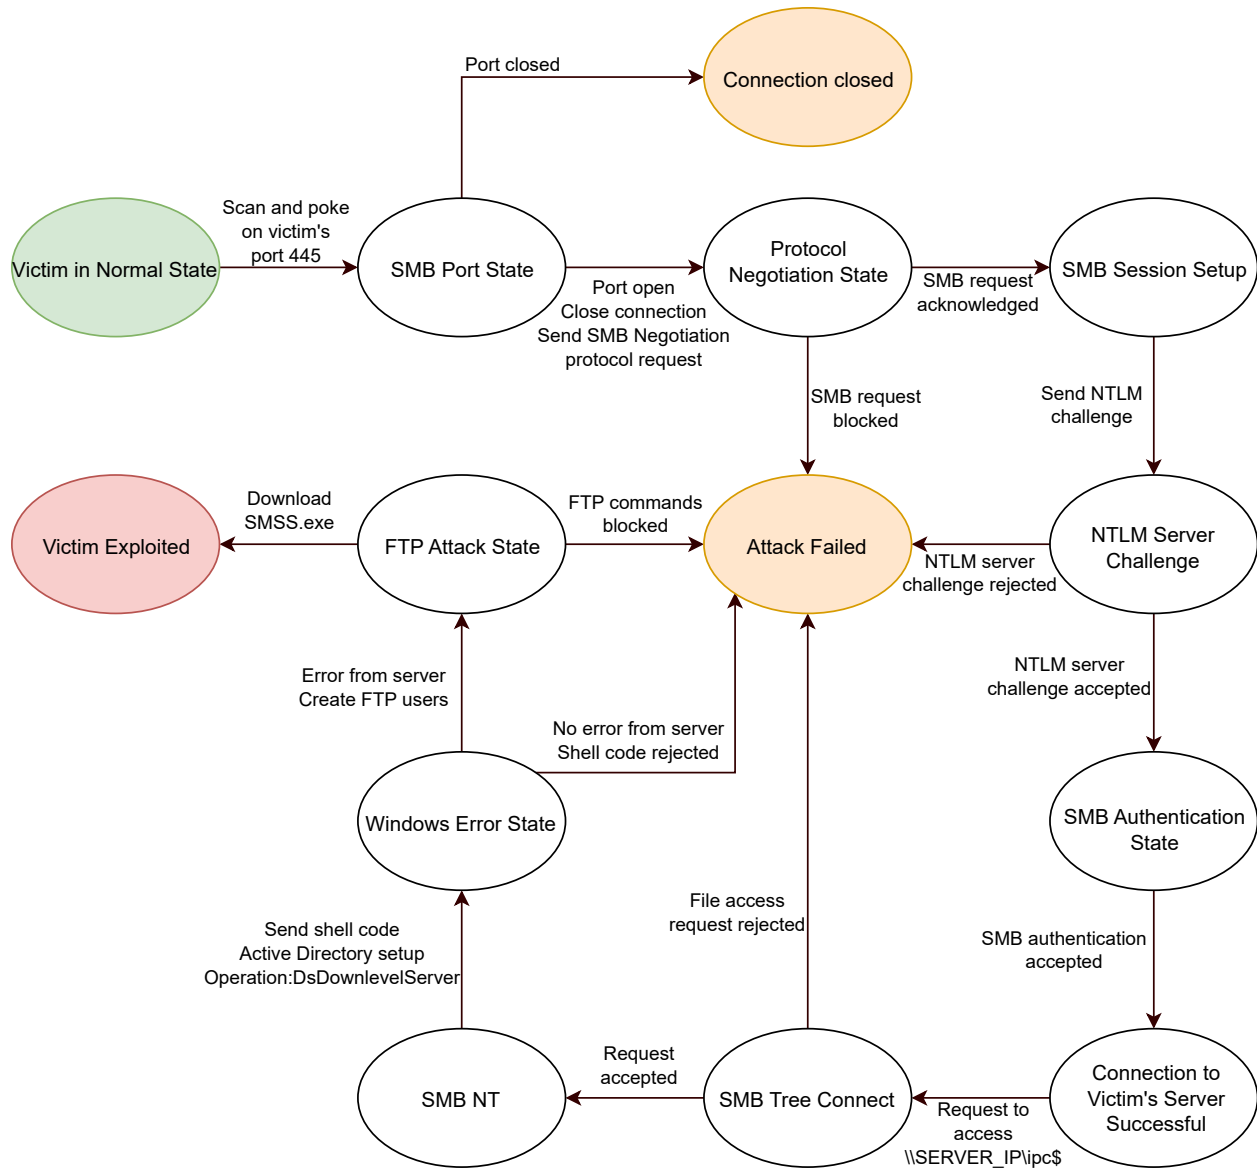 Port closed
Connection closed
Scan and poke
on victim's
port 445
Victim in Normal State
SMB Port State
Port open
Close connection
Send SMB Negotiation
protocol request
Protocol
Negotiation State
SMB request
acknowledged
SMB Session Setup
SMB request
blocked
Send NTLM
challenge
Victim Exploited
Download
SMSS.exe
FTP Attack State
FTP commands
blocked
Attack Failed
NTLM server
challenge rejected
NTLM Server
Challenge
Error from server
Create FTP users
No error from server
Shell code rejected
NTLM server
challenge accepted
Windows Error State
SMB Authentication
State
Send shell code
Active Directory setup
Operation:DsDownlevelServer
File access
request rejected
SMB authentication
accepted
SMB NT
Request
accepted
SMB Tree Connect
Request to
access
\\SERVER_IP\ipc$
Connection to
Victim's Server
Successful